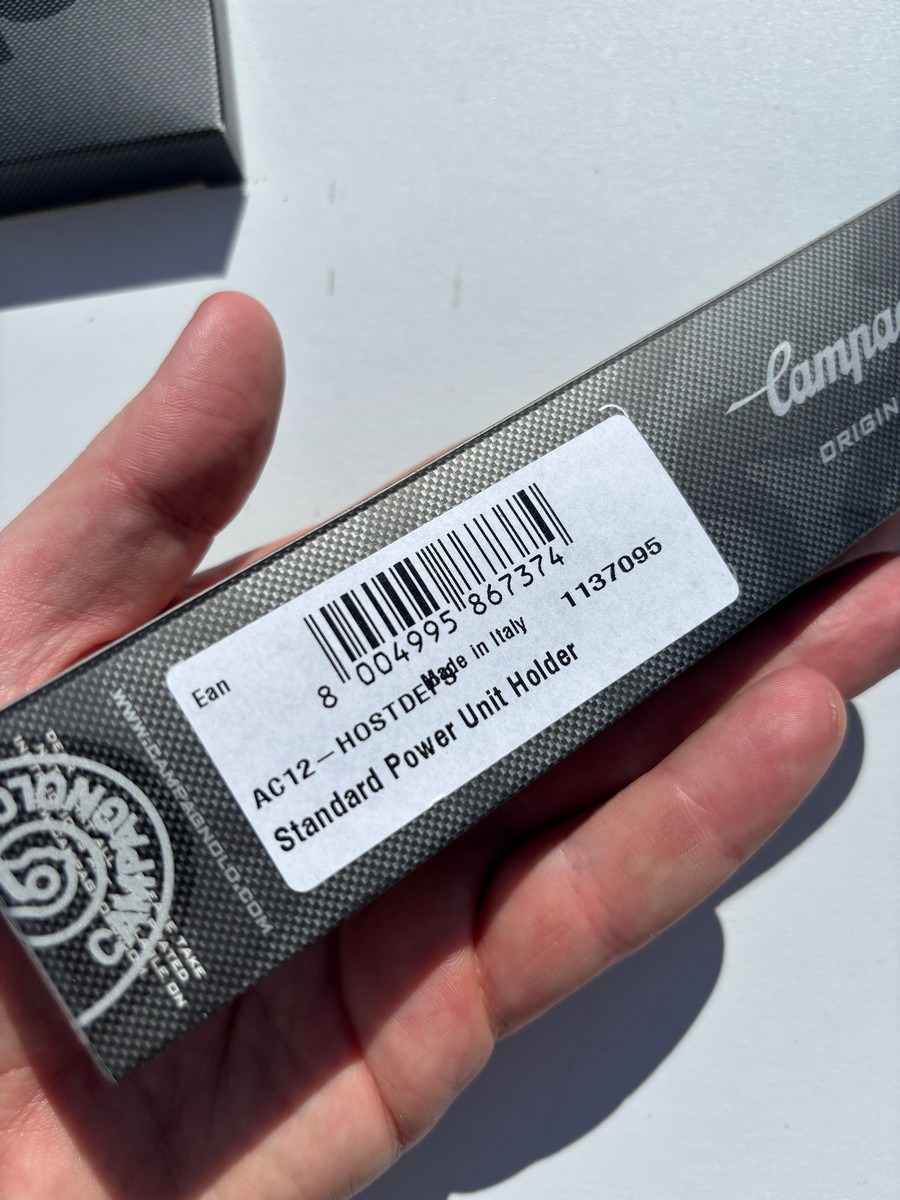 Campa
ORIGIN
Ean
8 004995 867374
1137095
Made in Italy
AC12-HOSTDEPS
Standard Power Unit Holder
WWW.CAMPAGNOLO.COM
CAMPAGNOLO